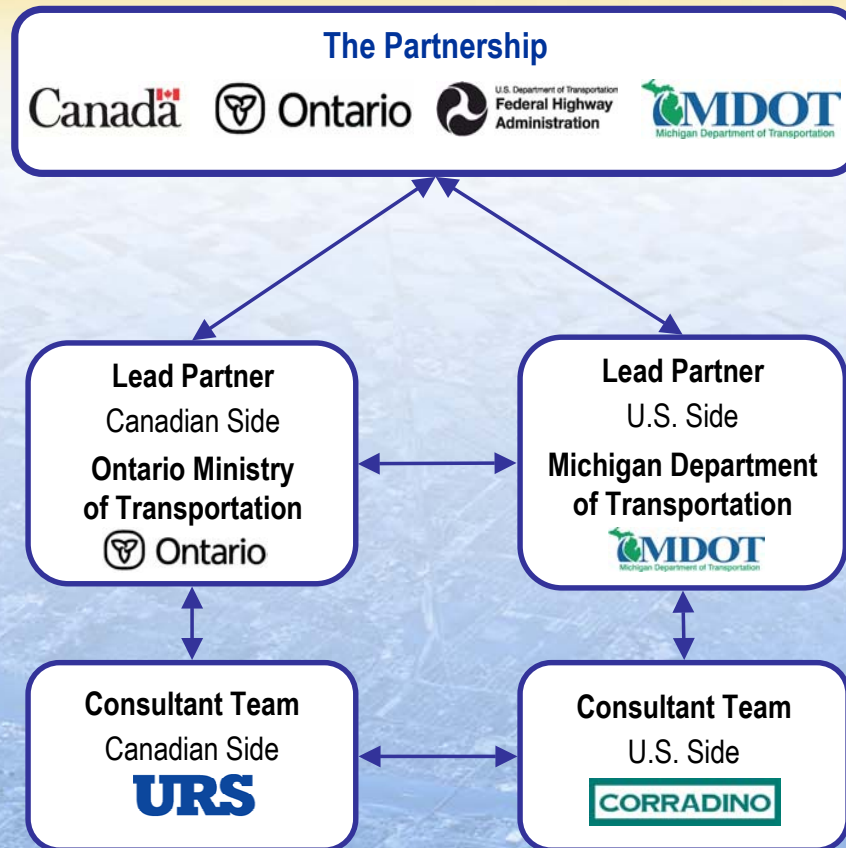 The Partnership
Canada
Ontario
U.S. Department of Transportation
Federal Highway
Administration
MDOT
Michigan Department of Transportation
Lead Partner
Canadian Side
Ontario Ministry
of Transportation
Ontario
Lead Partner
U.S. Side
Michigan Department
of Transportation
MDOT
Michigan Department of Transportation
Consultant Team
Canadian Side
URS
Consultant Team
U.S. Side
CORRADINO